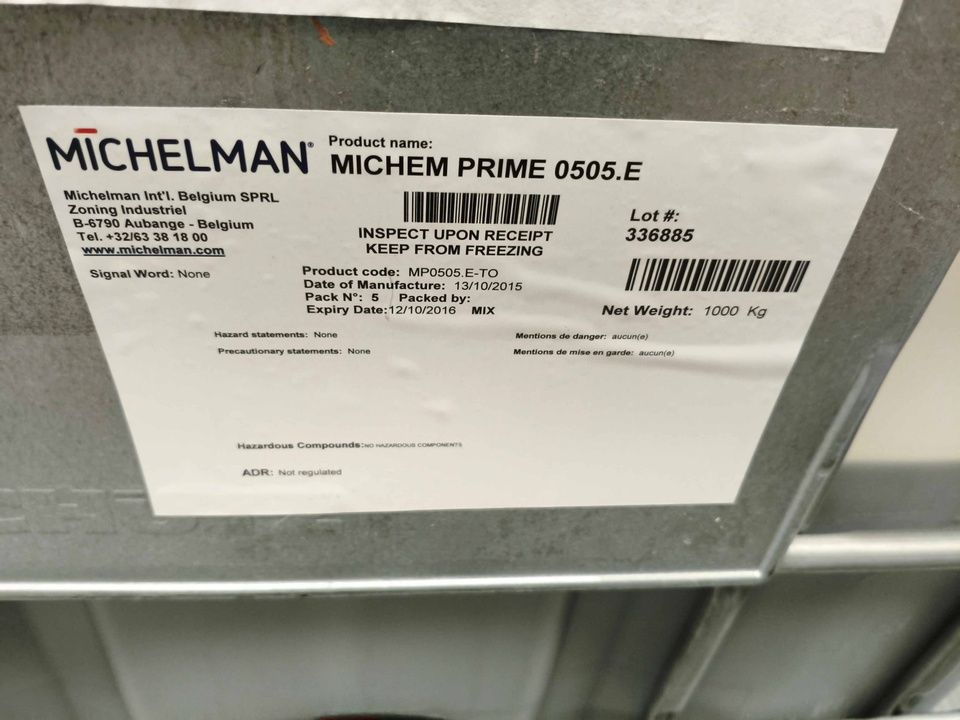 MICHELMAN®
Product name:
MICHEM PRIME 0505.E
Michelman Int'l. Belgium SPRL
Zoning Industriel
B-6790 Aubange - Belgium
Tel. +32/63 38 18 00
www.michelman.com
INSPECT UPON RECEIPT
KEEP FROM FREEZING
Lot #:
336885
Signal Word: None
Product code: MP0505.E-TO
Date of Manufacture: 13/10/2015
Pack N°: 5 Packed by:
Expiry Date:12/10/2016 MIX
Net Weight: 1000 Kg
Hazard statements: None
Mentions de danger: aucun(e)
Precautionary statements: None
Mentions de mise en garde: aucun(e)
Hazardous Compounds:NO HAZARDOUS COMPONENTS
ADR: Not regulated